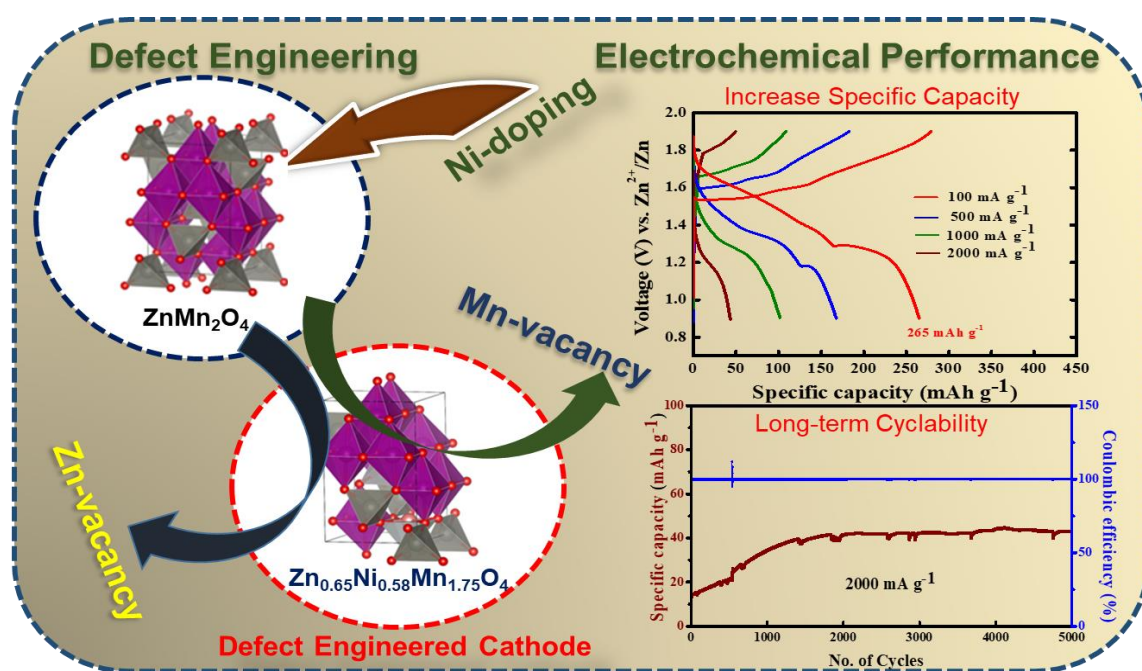 Defect Engineering
Ni-doping
ZnMn₂O₄
Mn-vacancy
Zn-vacancy
Zn₀.₆₅Ni₀.₅₈Mn₁.₇₅O₄
Defect Engineered Cathode
Electrochemical Performance
Increase Specific Capacity
Voltage (V) vs. Zn²⁺/Zn
2.0
1.8
1.6
1.4
1.2
1.0
0.8
100 mA g⁻¹
500 mA g⁻¹
1000 mA g⁻¹
2000 mA g⁻¹
265 mAh g⁻¹
0 50 100 150 200 250 300 350 400 450
Specific capacity (mAh g⁻¹)
Long-term Cyclability
Specific capacity (mAh g⁻¹)
100
80
60
40
20
0
2000 mA g⁻¹
150
100
50
0
Coulombic efficiency (%)
0 1000 2000 3000 4000 5000
No. of Cycles